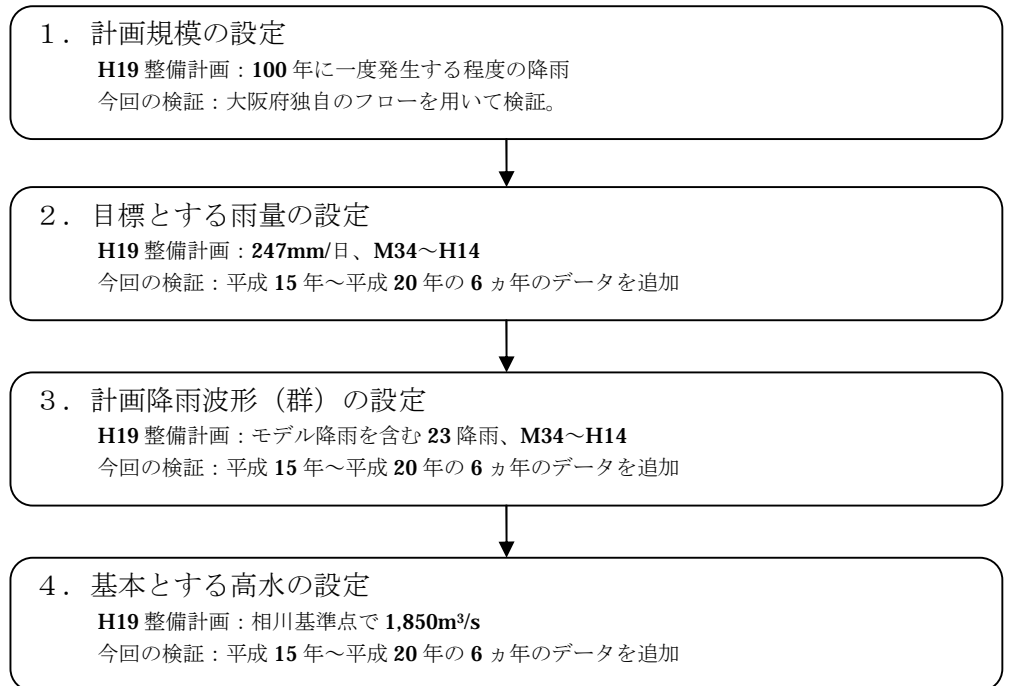 １．計画規模の設定
H19 整備計画：100 年に一度発生する程度の降雨
今回の検証：大阪府独自のフローを用いて検証。
２．目標とする雨量の設定
H19 整備計画：247mm/日、M34～H14
今回の検証：平成 15 年～平成 20 年の 6 ヵ年のデータを追加
３．計画降雨波形（群）の設定
H19 整備計画：モデル降雨を含む 23 降雨、M34～H14
今回の検証：平成 15 年～平成 20 年の 6 ヵ年のデータを追加
４．基本とする高水の設定
H19 整備計画：相川基準点で 1,850m³/s
今回の検証：平成 15 年～平成 20 年の 6 ヵ年のデータを追加